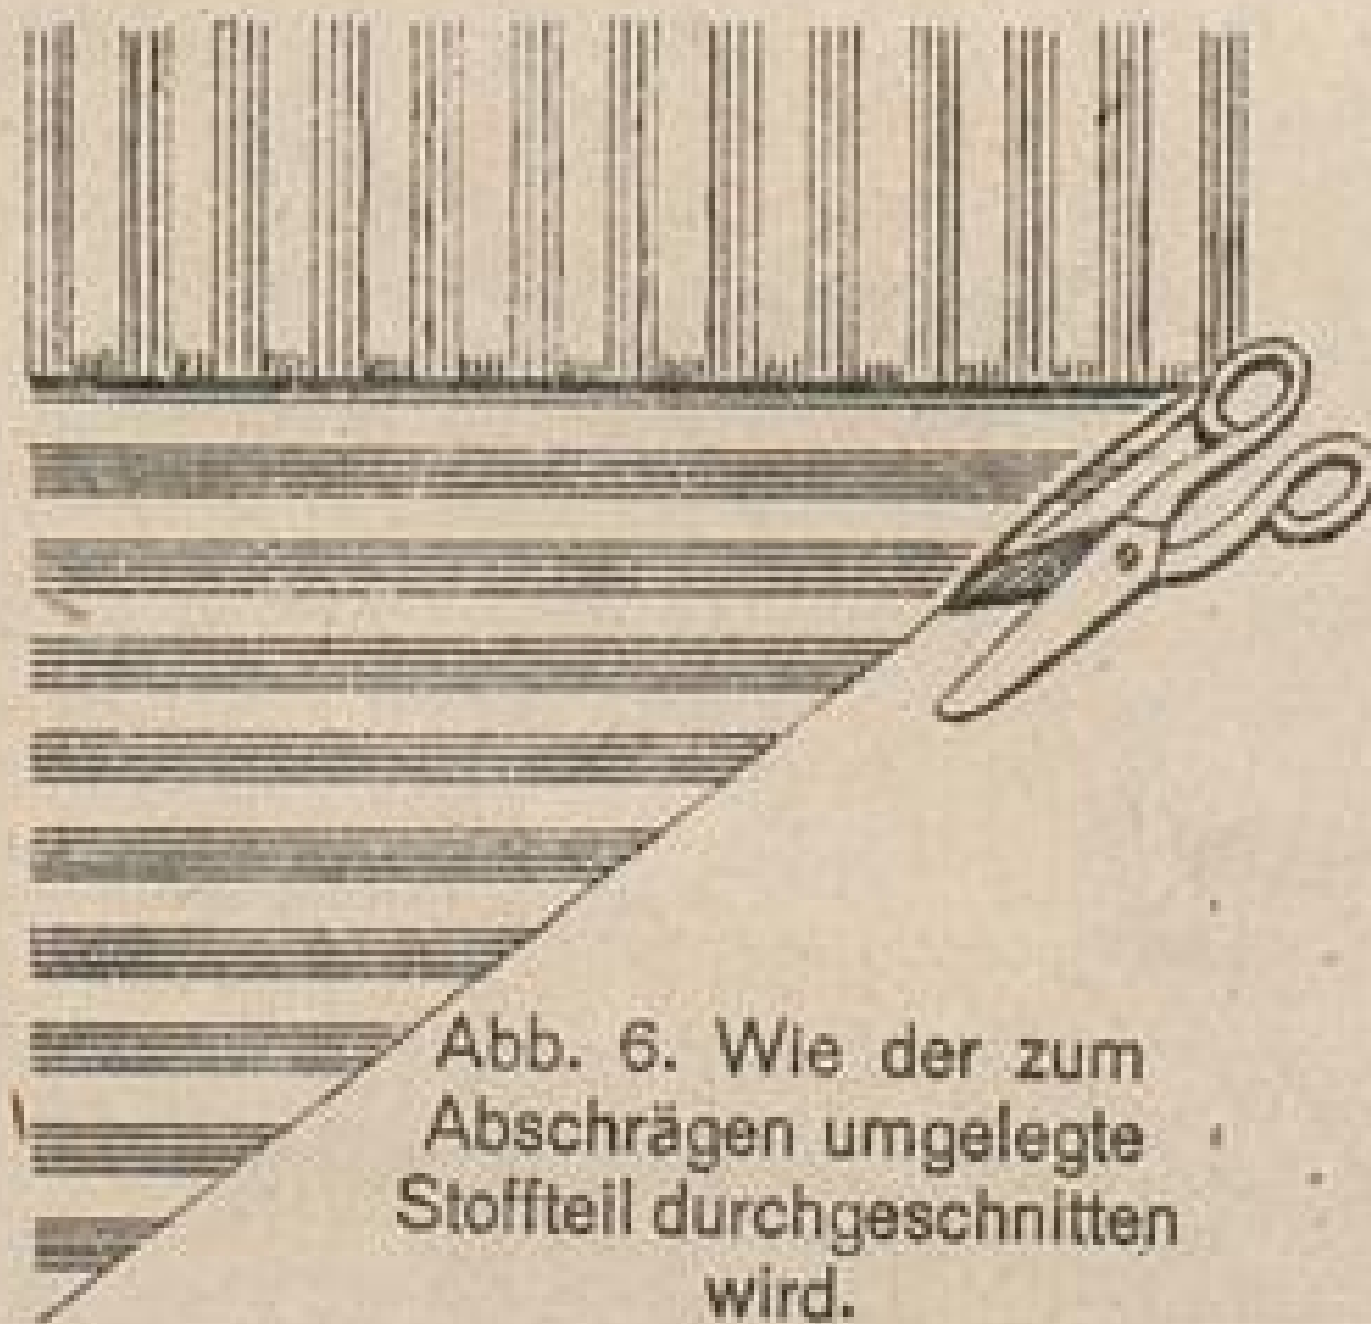 Abb. 6. Wie der zum
Abschrägen umgelegte
Stoffteil durchgeschnitten
wird.